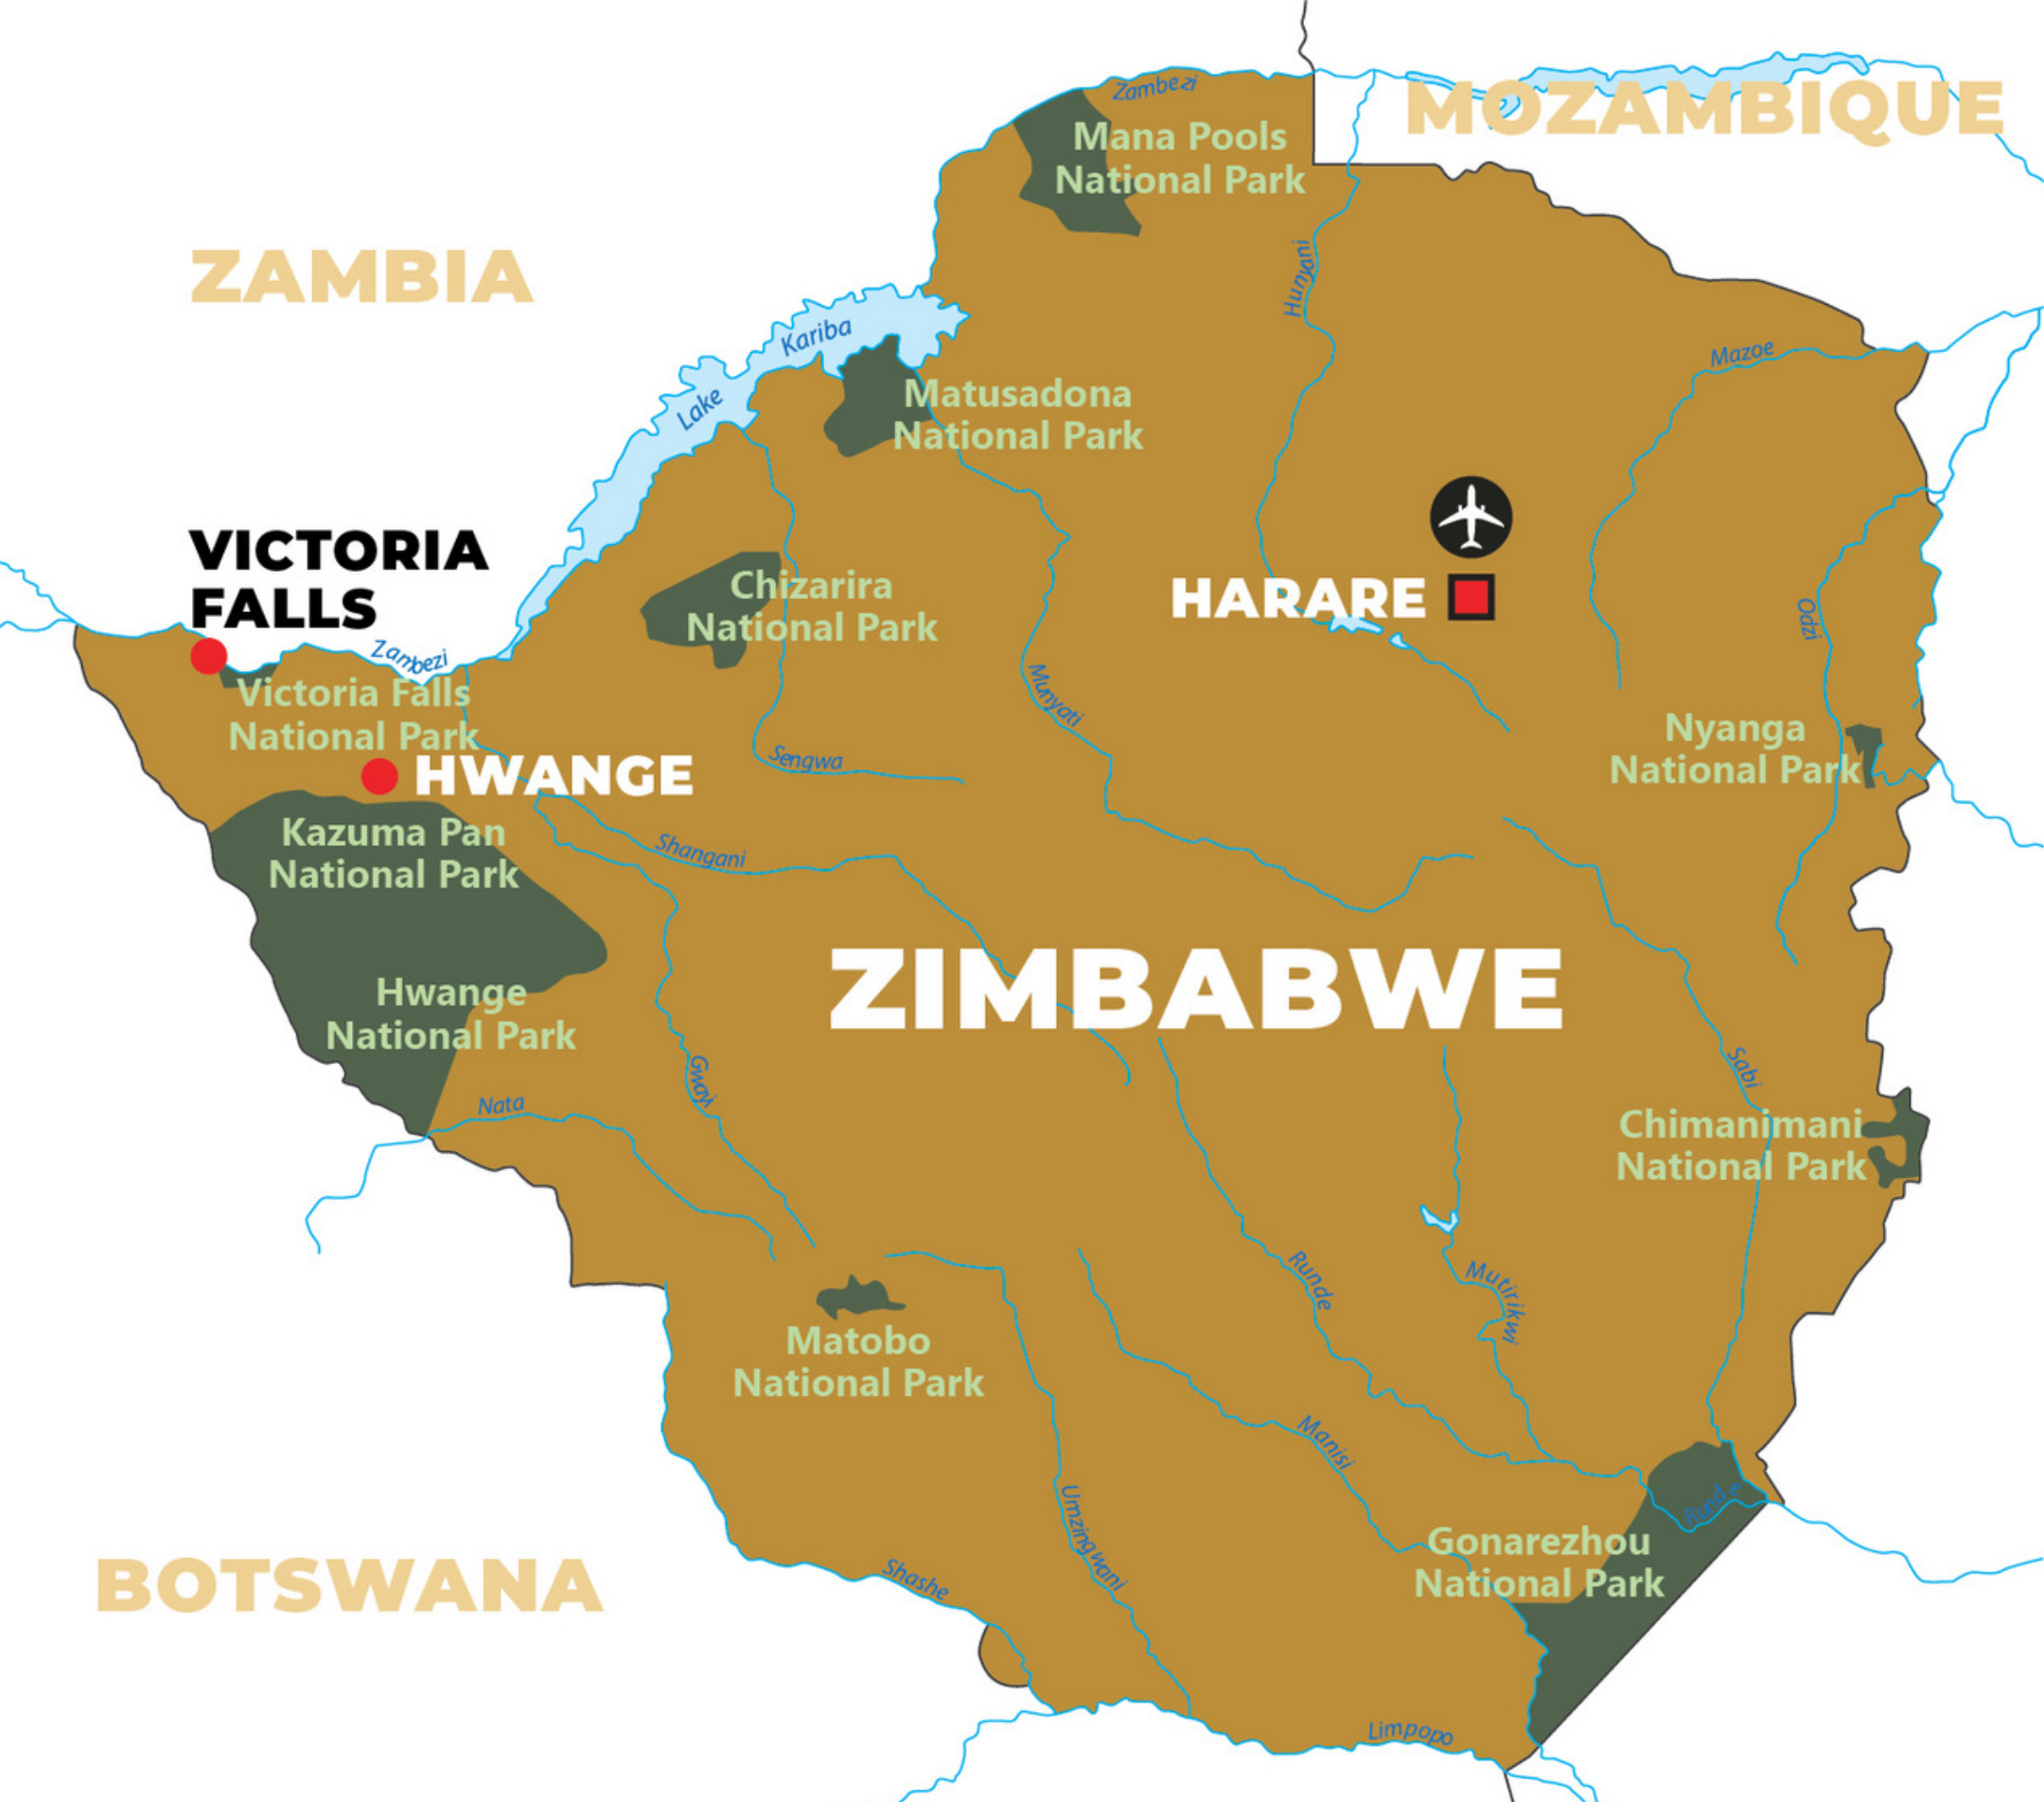 Zambezi
MOZAMBIQUE
Mana Pools
National Park
ZAMBIA
Hunyani
Kariba
Lake
Mazoe
Matusadona
National Park
VICTORIA
FALLS
Chizarira
National Park
HARARE
Odzi
Zambezi
Victoria Falls
National Park
Munyati
Nyanga
National Park
Sengwa
HWANGE
Kazuma Pan
National Park
Shangani
ZIMBABWE
Hwange
National Park
Gwayi
Sabi
Nata
Chimanimani
National Park
Runde
Mutirikwi
Matobo
National Park
Manisi
Umzingwani
Runde
Gonarezhou
National Park
BOTSWANA
Shashe
Limpopo